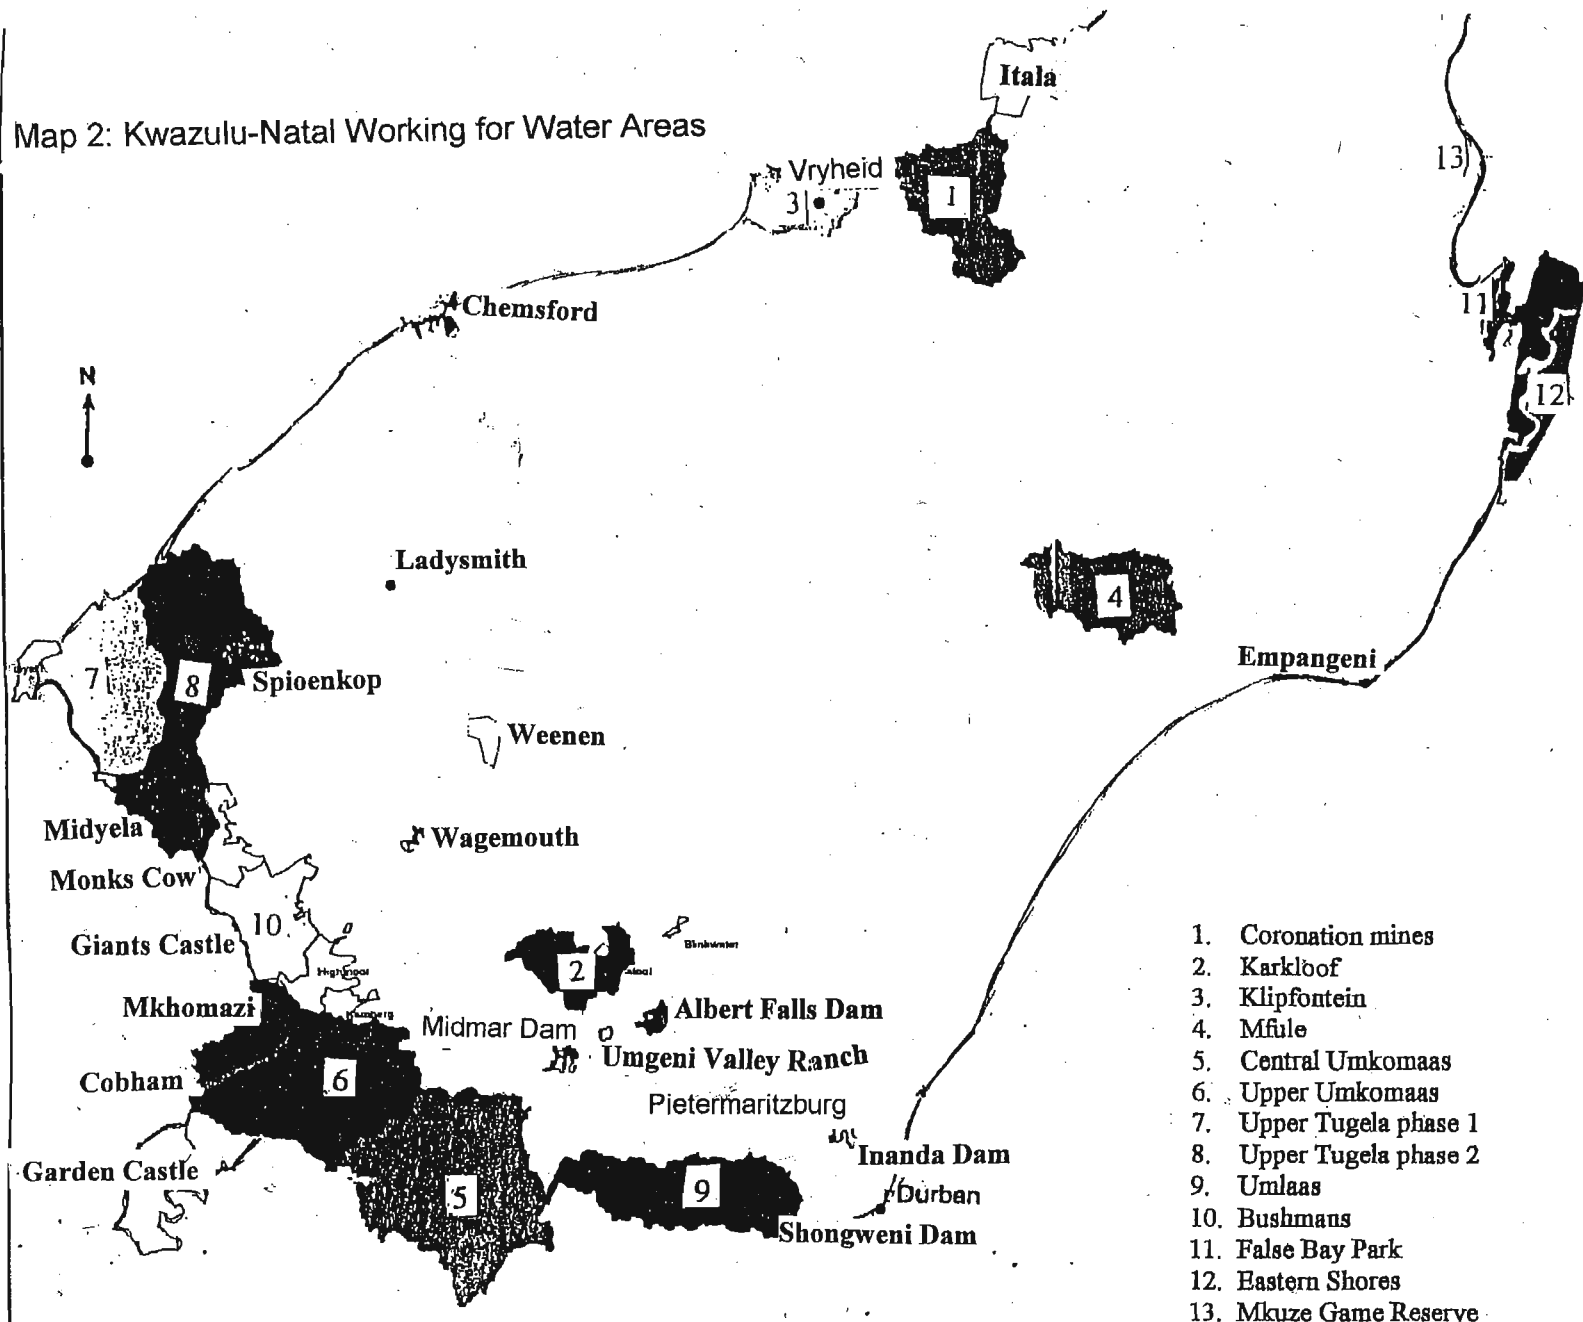 Itala
Map 2: Kwazulu-Natal Working for Water Areas
13
Vryheid
3
1
11
Chemsford
N
12
Ladysmith
4
Empangeni
7
8
Spioenkop
Weenen
Midyela
Wagemouth
Monks Cow
10
Giants Castle
2
Mkhomazi
Albert Falls Dam
Midmar Dam
Umgeni Valley Ranch
Cobham
6
Pietermaritzburg
Inanda Dam
Garden Castle
5
9
Durban
Shongweni Dam
1. Coronation mines
2. Karkloof
3. Klipfontein
4. Mfule
5. Central Umkomaas
6. Upper Umkomaas
7. Upper Tugela phase 1
8. Upper Tugela phase 2
9. Umlaas
10. Bushmans
11. False Bay Park
12. Eastern Shores
13. Mkuze Game Reserve